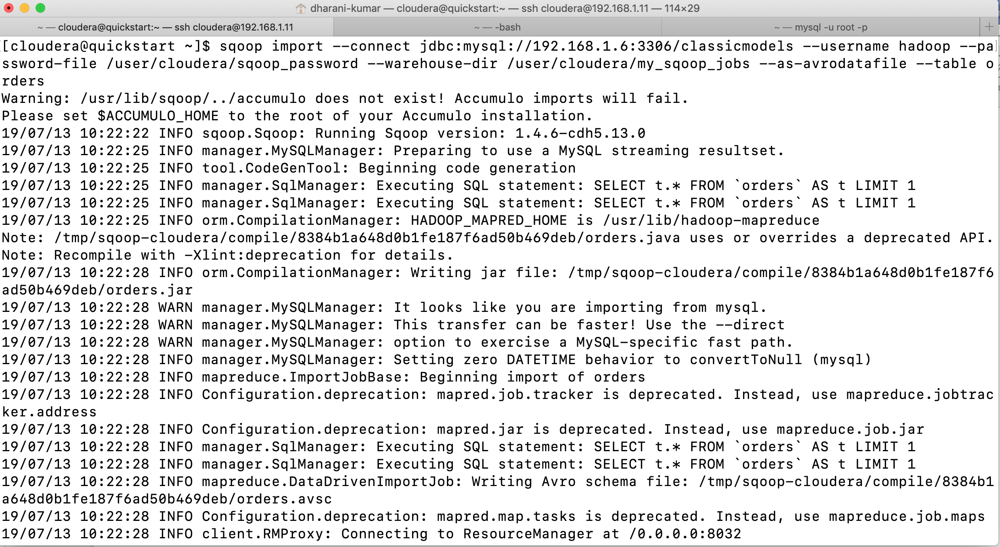 dharani-kumar — cloudera@quickstart:~ — ssh cloudera@192.168.1.11 — 114×29
~ — cloudera@quickstart:~ — ssh cloudera@192.168.1.11
~ — -bash
~ — mysql -u root -p
[cloudera@quickstart ~]$ sqoop import --connect jdbc:mysql://192.168.1.6:3306/classicmodels --username hadoop --pa
ssword-file /user/cloudera/sqoop_password --warehouse-dir /user/cloudera/my_sqoop_jobs --as-avrodatafile --table o
rders
Warning: /usr/lib/sqoop/../accumulo does not exist! Accumulo imports will fail.
Please set $ACCUMULO_HOME to the root of your Accumulo installation.
19/07/13 10:22:22 INFO sqoop.Sqoop: Running Sqoop version: 1.4.6-cdh5.13.0
19/07/13 10:22:25 INFO manager.MySQLManager: Preparing to use a MySQL streaming resultset.
19/07/13 10:22:25 INFO tool.CodeGenTool: Beginning code generation
19/07/13 10:22:25 INFO manager.SqlManager: Executing SQL statement: SELECT t.* FROM `orders` AS t LIMIT 1
19/07/13 10:22:25 INFO manager.SqlManager: Executing SQL statement: SELECT t.* FROM `orders` AS t LIMIT 1
19/07/13 10:22:25 INFO orm.CompilationManager: HADOOP_MAPRED_HOME is /usr/lib/hadoop-mapreduce
Note: /tmp/sqoop-cloudera/compile/8384b1a648d0b1fe187f6ad50b469deb/orders.java uses or overrides a deprecated API.
Note: Recompile with -Xlint:deprecation for details.
19/07/13 10:22:28 INFO orm.CompilationManager: Writing jar file: /tmp/sqoop-cloudera/compile/8384b1a648d0b1fe187f6
ad50b469deb/orders.jar
19/07/13 10:22:28 WARN manager.MySQLManager: It looks like you are importing from mysql.
19/07/13 10:22:28 WARN manager.MySQLManager: This transfer can be faster! Use the --direct
19/07/13 10:22:28 WARN manager.MySQLManager: option to exercise a MySQL-specific fast path.
19/07/13 10:22:28 INFO manager.MySQLManager: Setting zero DATETIME behavior to convertToNull (mysql)
19/07/13 10:22:28 INFO mapreduce.ImportJobBase: Beginning import of orders
19/07/13 10:22:28 INFO Configuration.deprecation: mapred.job.tracker is deprecated. Instead, use mapreduce.jobtrac
ker.address
19/07/13 10:22:28 INFO Configuration.deprecation: mapred.jar is deprecated. Instead, use mapreduce.job.jar
19/07/13 10:22:28 INFO manager.SqlManager: Executing SQL statement: SELECT t.* FROM `orders` AS t LIMIT 1
19/07/13 10:22:28 INFO manager.SqlManager: Executing SQL statement: SELECT t.* FROM `orders` AS t LIMIT 1
19/07/13 10:22:28 INFO mapreduce.DataDrivenImportJob: Writing Avro schema file: /tmp/sqoop-cloudera/compile/8384b1
a648d0b1fe187f6ad50b469deb/orders.avsc
19/07/13 10:22:28 INFO Configuration.deprecation: mapred.map.tasks is deprecated. Instead, use mapreduce.job.maps
19/07/13 10:22:28 INFO client.RMProxy: Connecting to ResourceManager at /0.0.0.0:8032